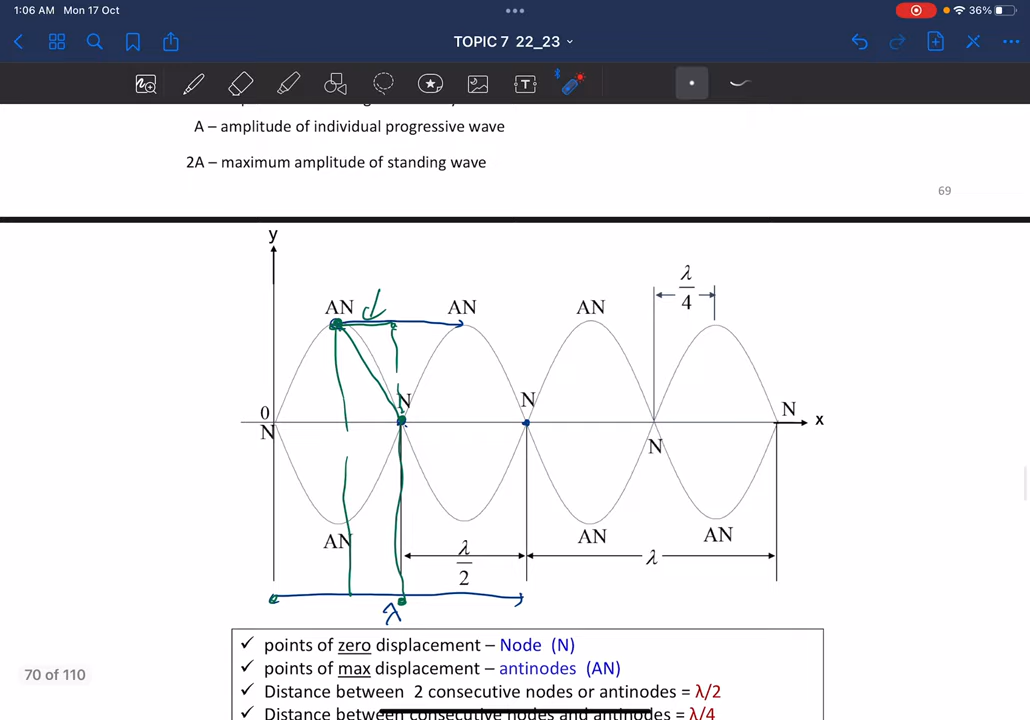 1:06 AM Mon 17 Oct
36%
TOPIC 7 22_23
A – amplitude of individual progressive wave
2A – maximum amplitude of standing wave
69
y
AN d AN AN λ/4
0 N N N N N x
AN AN AN
λ/2 λ
λ
✓ points of zero displacement – Node (N)
70 of 110
✓ points of max displacement – antinodes (AN)
✓ Distance between 2 consecutive nodes or antinodes = λ/2
✓ Distance between consecutive nodes and antinodes = λ/4